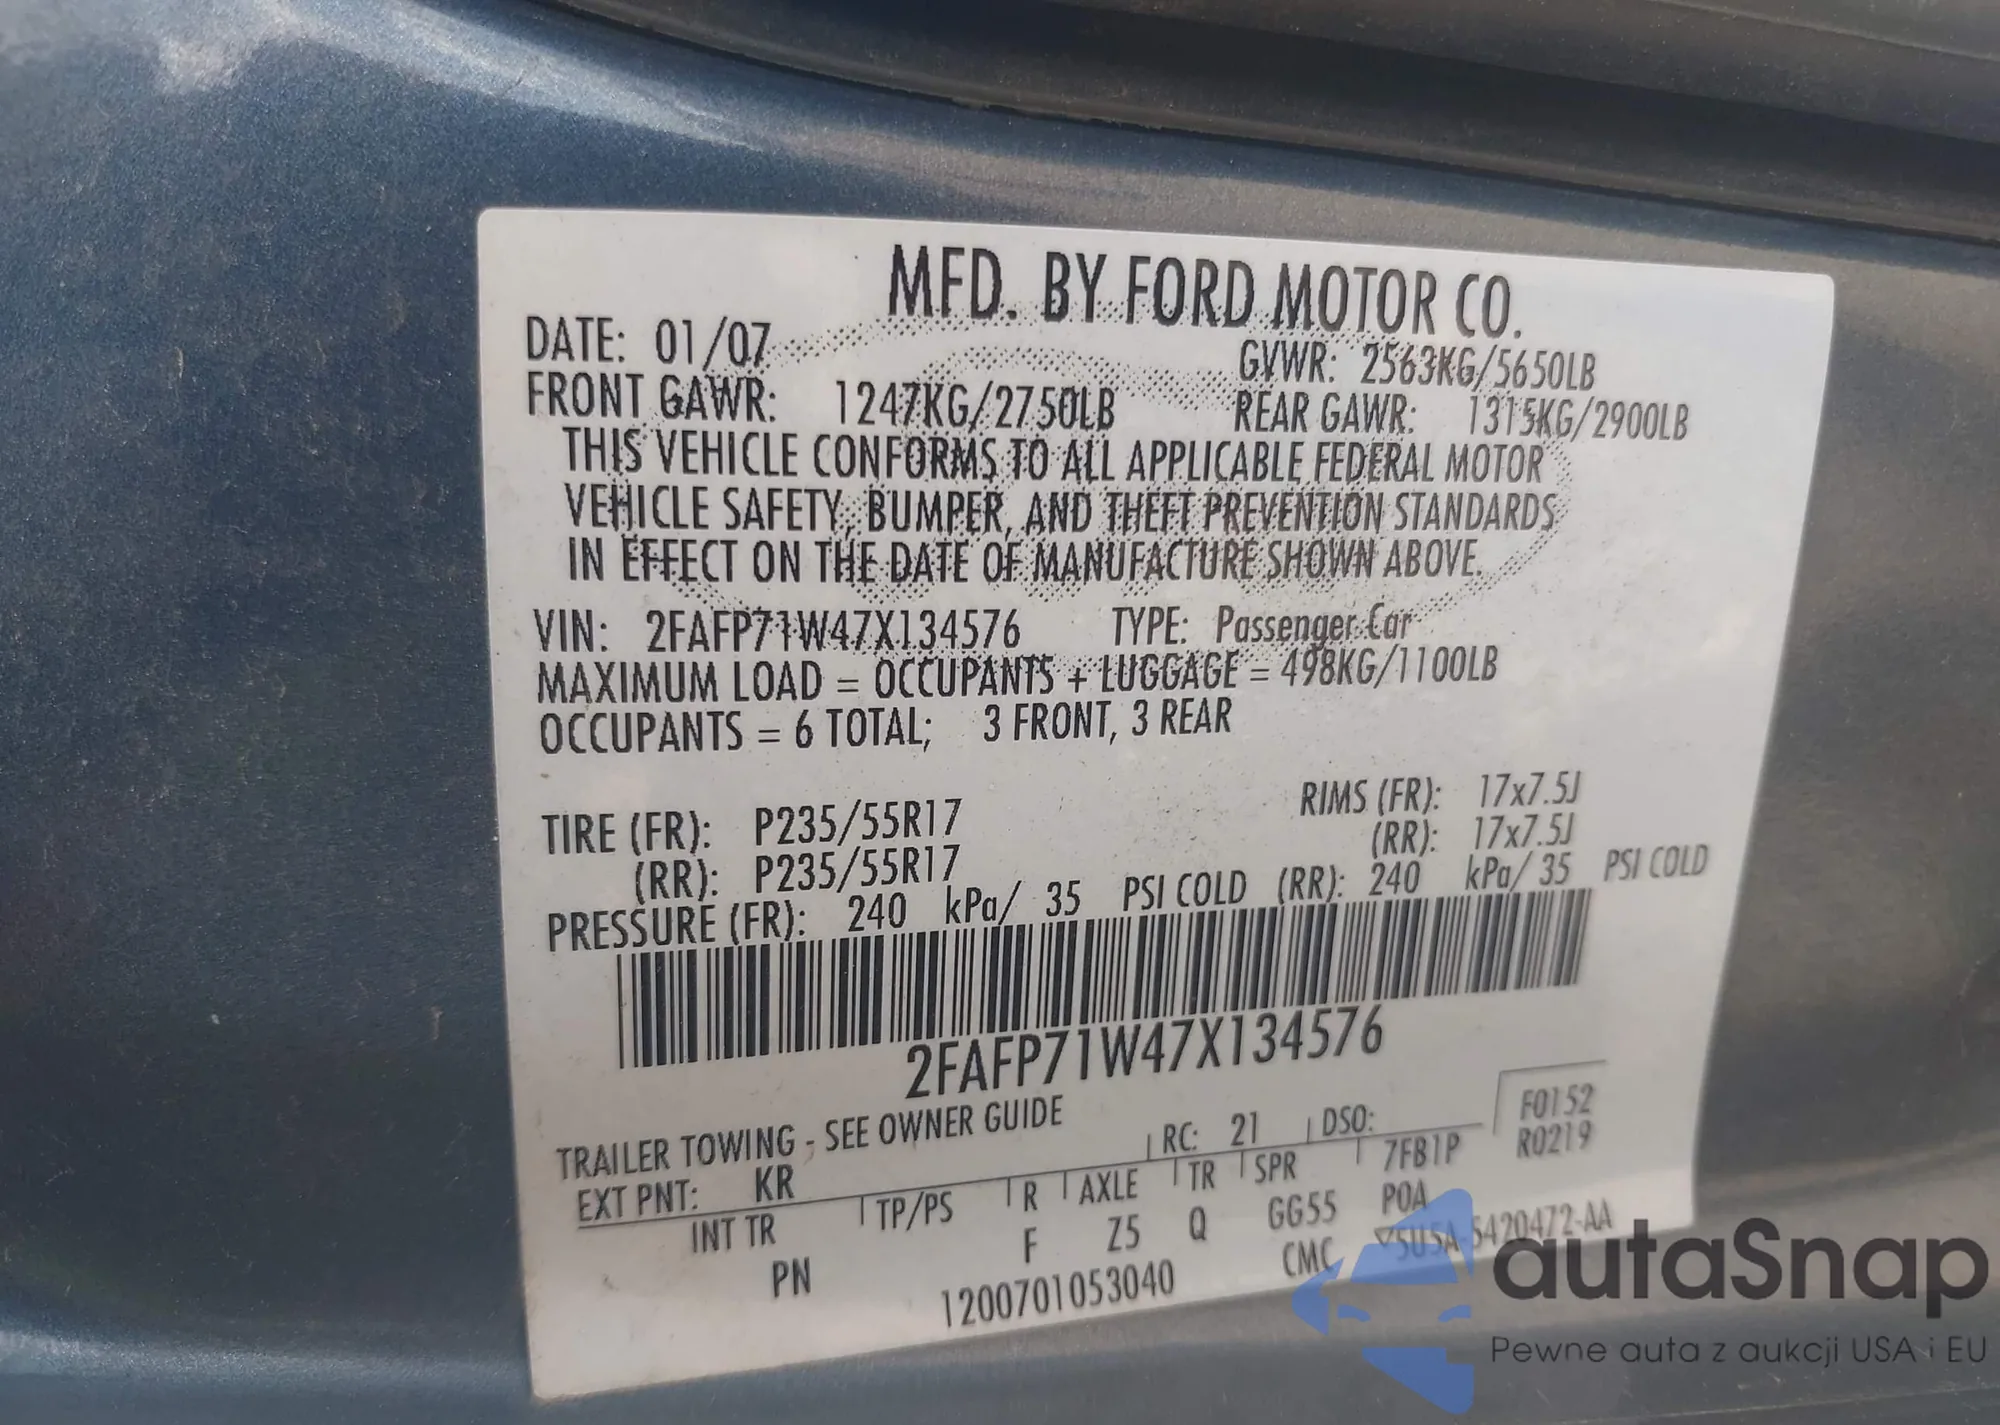 MFD. BY FORD MOTOR CO.
DATE: 01/07 GVWR: 2563KG/5650LB
FRONT GAWR: 1247KG/2750LB REAR GAWR: 1315KG/2900LB
THIS VEHICLE CONFORMS TO ALL APPLICABLE FEDERAL MOTOR
VEHICLE SAFETY, BUMPER, AND THEFT PREVENTION STANDARDS
IN EFFECT ON THE DATE OF MANUFACTURE SHOWN ABOVE.
VIN: 2FAFP71W47X134576 TYPE: Passenger Car
MAXIMUM LOAD = OCCUPANTS + LUGGAGE = 498KG/1100LB
OCCUPANTS = 6 TOTAL; 3 FRONT, 3 REAR
TIRE (FR): P235/55R17 RIMS (FR): 17x7.5J
(RR): P235/55R17 (RR): 17x7.5J
PRESSURE (FR): 240 kPa/ 35 PSI COLD (RR): 240 kPa/ 35 PSI COLD
2FAFP71W47X134576
TRAILER TOWING - SEE OWNER GUIDE F0152
EXT PNT: KR RC: 21 DSO: R0219
INT TR TP/PS R AXLE TR SPR 7FB1P
PN F Z5 Q GG55 POA
1200701053040 CMC 5U5A-5420472-AA
autaSnap
Pewne auta z aukcji USA i EU